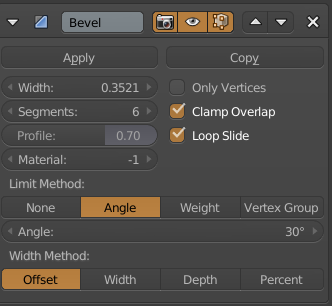 Bevel
Apply Copy
Width: 0.3521 Only Vertices
Segments: 6 Clamp Overlap
Profile: 0.70 Loop Slide
Material: -1
Limit Method:
None Angle Weight Vertex Group
Angle: 30°
Width Method:
Offset Width Depth Percent